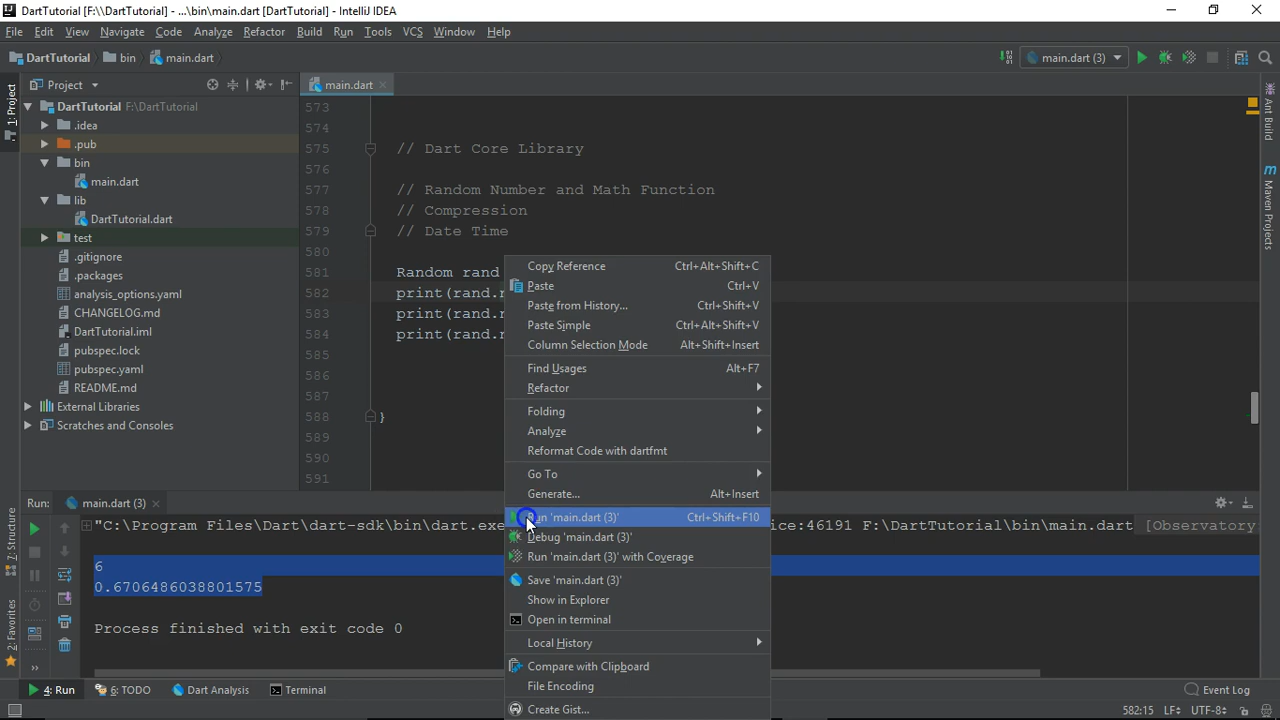 DartTutorial [F:\\DartTutorial] - ...\bin\main.dart [DartTutorial] - IntelliJ IDEA
File Edit View Navigate Code Analyze Refactor Build Run Tools VCS Window Help
DartTutorial bin main.dart main.dart (3)
1: Project
Project
main.dart
DartTutorial F:\DartTutorial
.idea
.pub
bin
main.dart
lib
DartTutorial.dart
test
.gitignore
.packages
analysis_options.yaml
CHANGELOG.md
DartTutorial.iml
pubspec.lock
pubspec.yaml
README.md
External Libraries
Scratches and Consoles
573
574
575 // Dart Core Library
576
577 // Random Number and Math Function
578 // Compression
579 // Date Time
580
581 Random rand
582 print(rand.
583 print(rand.
584 print(rand.
585
586
587
588 }
589
590
591
Copy Reference Ctrl+Alt+Shift+C
Paste Ctrl+V
Paste from History... Ctrl+Shift+V
Paste Simple Ctrl+Alt+Shift+V
Column Selection Mode Alt+Shift+Insert
Find Usages Alt+F7
Refactor
Folding
Analyze
Reformat Code with dartfmt
Go To
Generate... Alt+Insert
Run 'main.dart (3)' Ctrl+Shift+F10
Debug 'main.dart (3)'
Run 'main.dart (3)' with Coverage
Save 'main.dart (3)'
Show in Explorer
Open in terminal
Local History
Compare with Clipboard
File Encoding
Create Gist...
Ant Build
Maven Projects
Run: main.dart (3)
"C:\Program Files\Dart\dart-sdk\bin\dart.exe ice:46191 F:\DartTutorial\bin\main.dart [Observatory
6
0.6706486038801575
Process finished with exit code 0
7: Structure
2: Favorites
4: Run 6: TODO Dart Analysis Terminal Event Log
582:15 LF UTF-8